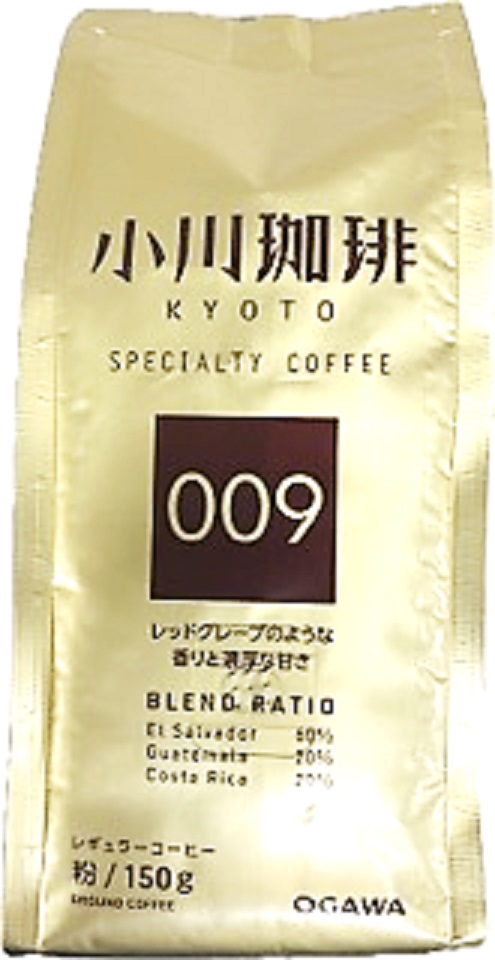 小川珈琲
KYOTO
SPECIALTY COFFEE
009
レッドグレープのような
香りと濃厚な甘さ
BLEND RATIO
El Salvador 60%
Guatemala 20%
Costa Rica 20%
レギュラーコーヒー
粉 / 150g
GROUND COFFEE
OGAWA